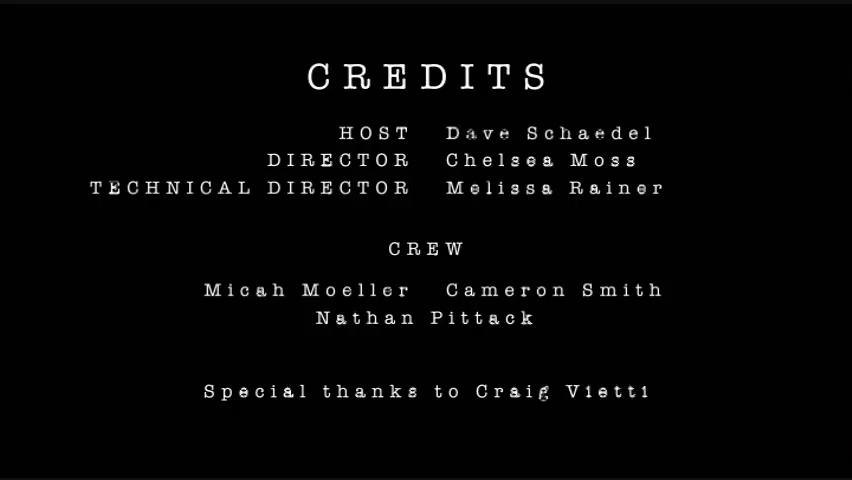 CREDITS
HOST Dave Schaedel
DIRECTOR Chelsea Moss
TECHNICAL DIRECTOR Melissa Rainer
CREW
Micah Moeller Cameron Smith
Nathan Pittack
Special thanks to Craig Vietti